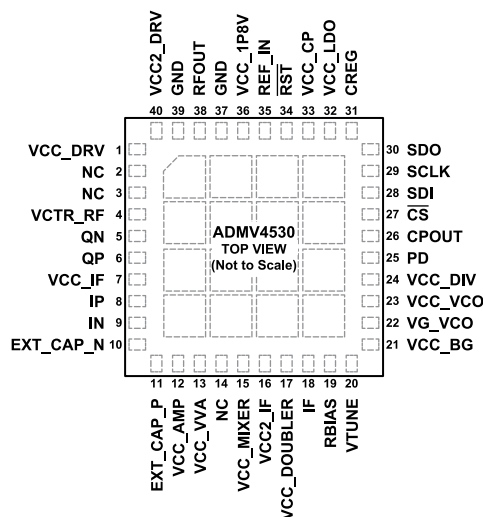 VCC2_DRV
GND
RFOUT
GND
VCC_1P8V
REF_IN
RST
VCC_CP
VCC_LDO
CREG
40 39 38 37 36 35 34 33 32 31
VCC_DRV 1
NC 2
NC 3
VCTR_RF 4
QN 5
QP 6
VCC_IF 7
IP 8
IN 9
EXT_CAP_N 10
ADMV4530
TOP VIEW
(Not to Scale)
30 SDO
29 SCLK
28 SDI
27 CS
26 CPOUT
25 PD
24 VCC_DIV
23 VCC_VCO
22 VG_VCO
21 VCC_BG
11 12 13 14 15 16 17 18 19 20
EXT_CAP_P
VCC_AMP
VCC_VVA
NC
VCC_MIXER
VCC2_IF
VCC_DOUBLER
IF
RBIAS
VTUNE